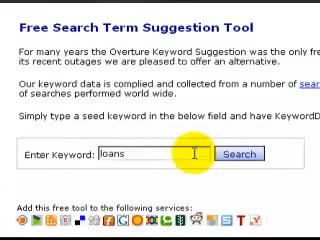 Free Search Term Suggestion Tool
For many years the Overture Keyword Suggestion was the only fre
its recent outages we are pleased to offer an alternative.
Our keyword data is complied and collected from a number of sear
of searches performed world wide.
Simply type a seed keyword in the below field and have KeywordD
Enter Keyword: loans Search
Add this free tool to the following services: